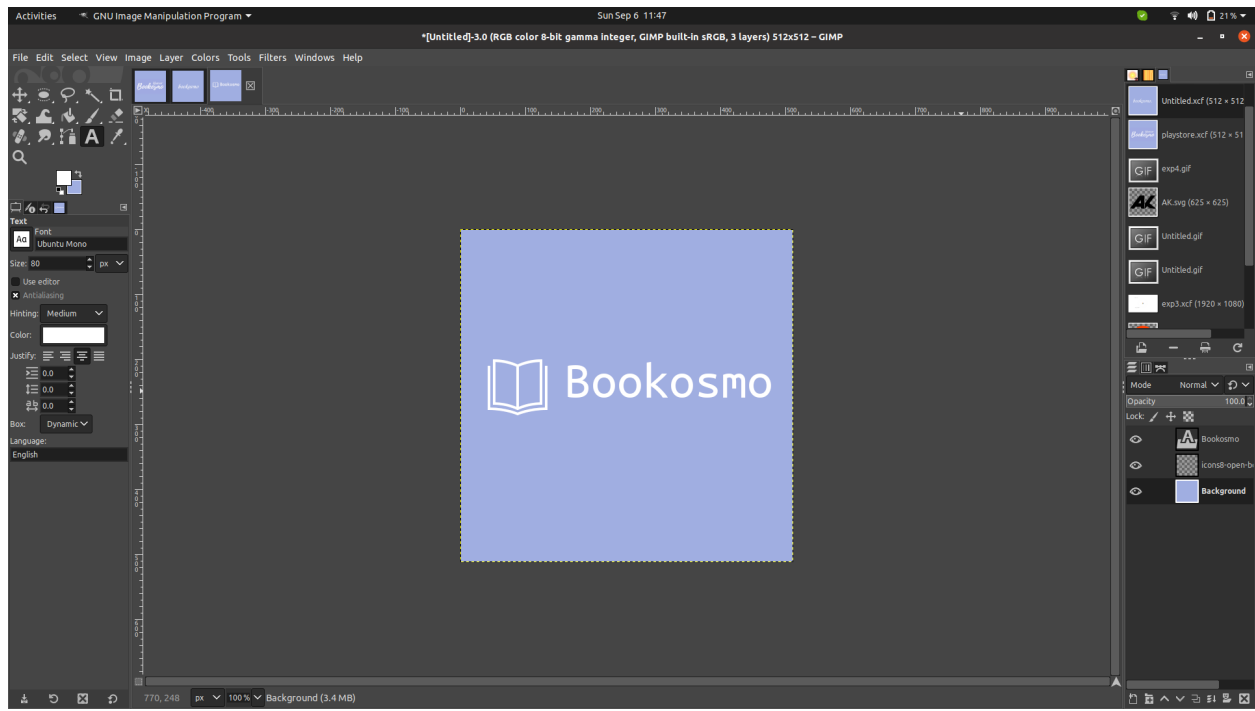 Activities GNU Image Manipulation Program Sun Sep 6 11:47 21%
*[Untitled]-3.0 (RGB color 8-bit gamma integer, GIMP built-in sRGB, 3 layers) 512x512 – GIMP
File Edit Select View Image Layer Colors Tools Filters Windows Help
Text
Font
Aa Ubuntu Mono
Size: 80 px
Use editor
Antialiasing
Hinting: Medium
Color:
Justify:
0.0
0.0
0.0
Box: Dynamic
Language:
English
Bookosmo
Untitled.xcf (512 × 512
playstore.xcf (512 × 51
GIF exp4.gif
AK AK.svg (625 × 625)
GIF Untitled.gif
GIF Untitled.gif
exp3.xcf (1920 × 1080)
Mode Normal
Opacity 100.0
Lock:
Bookosmo
icons8-open-b
Background
770, 248 px 100% Background (3.4 MB)